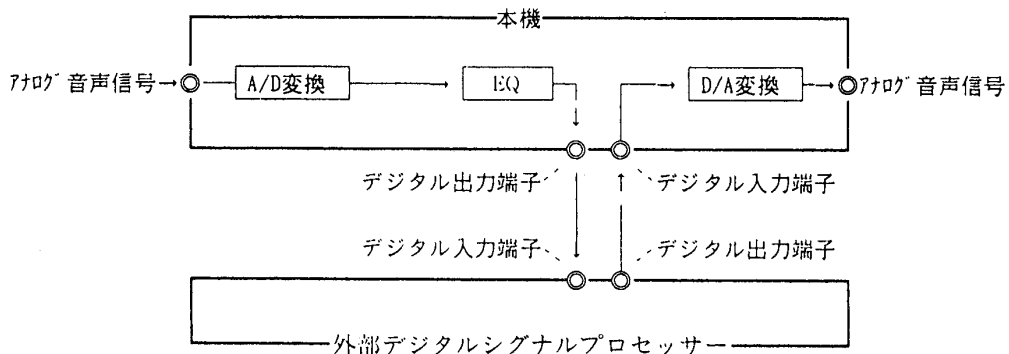 本機
アナログ音声信号
A/D変換
EQ
D/A変換
アナログ音声信号
デジタル出力端子
デジタル入力端子
デジタル入力端子
デジタル出力端子
外部デジタルシグナルプロセッサー